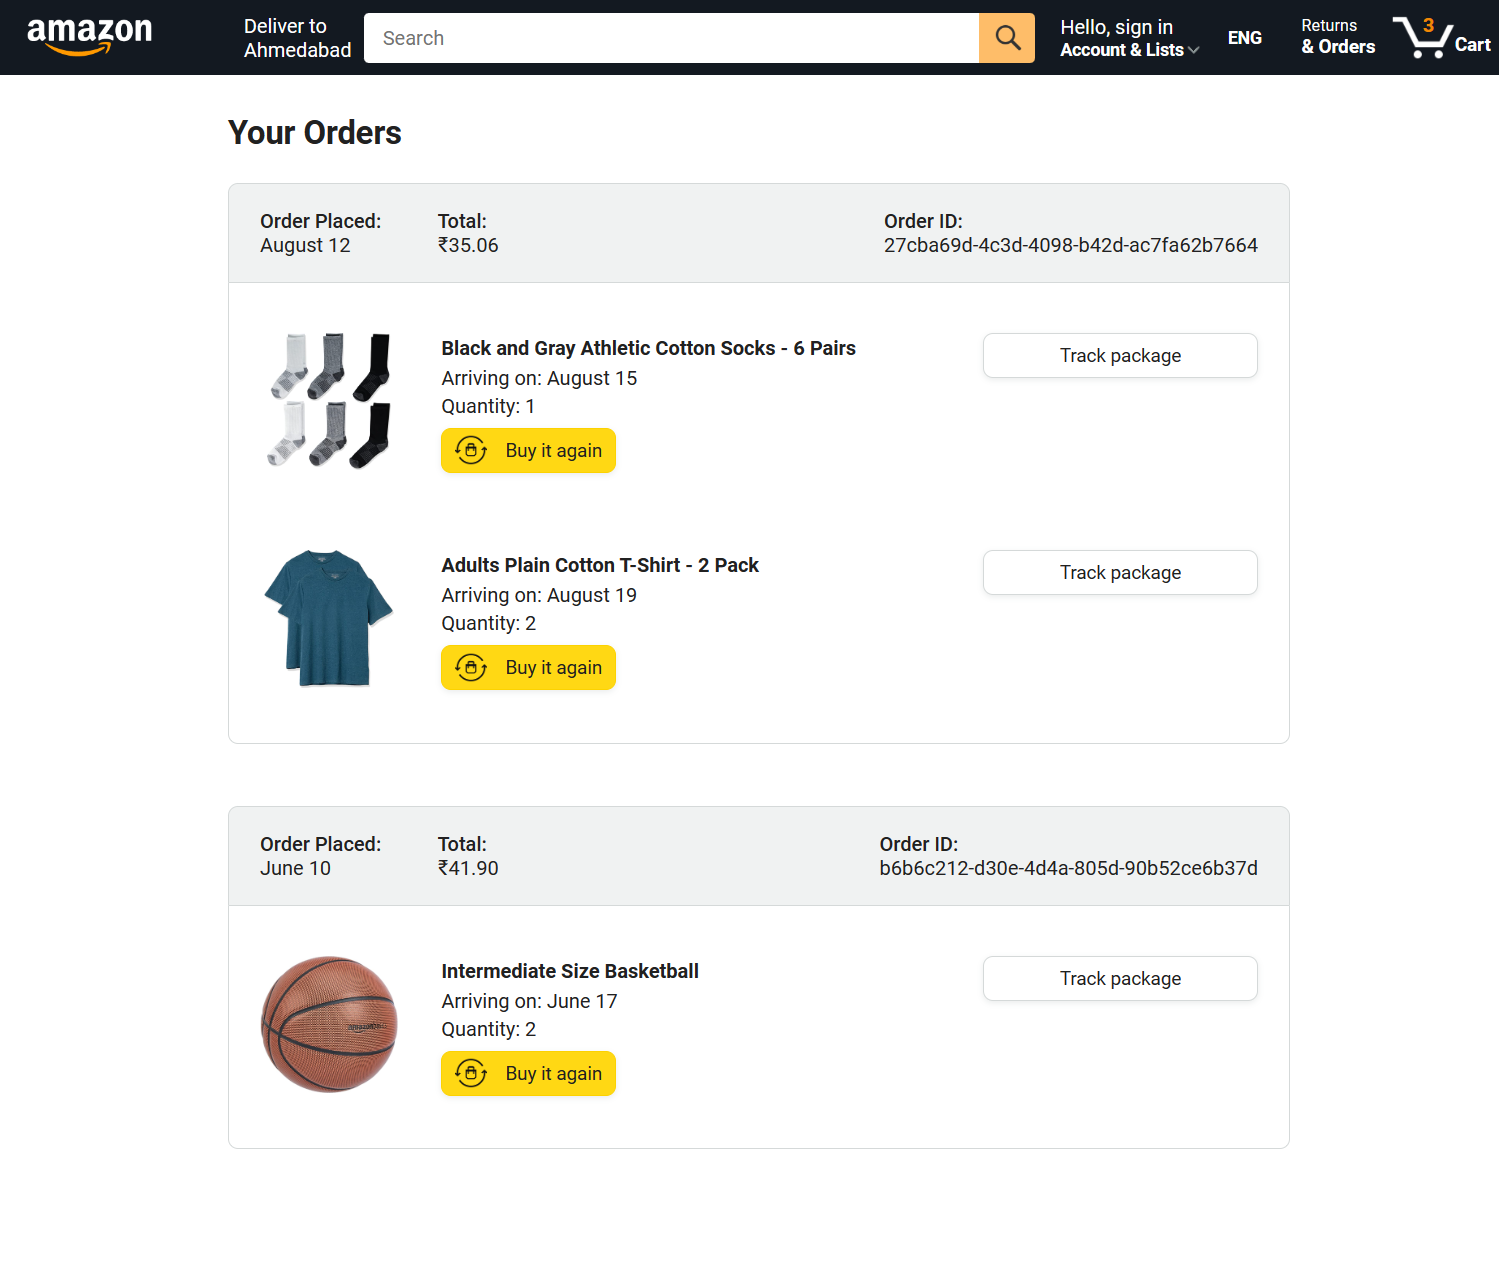 amazon
Deliver to
Ahmedabad
Search
Hello, sign in
Account & Lists
ENG
Returns
& Orders
3
Cart
Your Orders
Order Placed:
August 12
Total:
₹35.06
Order ID:
27cba69d-4c3d-4098-b42d-ac7fa62b7664
Black and Gray Athletic Cotton Socks - 6 Pairs
Arriving on: August 15
Quantity: 1
Buy it again
Track package
Adults Plain Cotton T-Shirt - 2 Pack
Arriving on: August 19
Quantity: 2
Buy it again
Track package
Order Placed:
June 10
Total:
₹41.90
Order ID:
b6b6c212-d30e-4d4a-805d-90b52ce6b37d
amazon
Intermediate Size Basketball
Arriving on: June 17
Quantity: 2
Buy it again
Track package